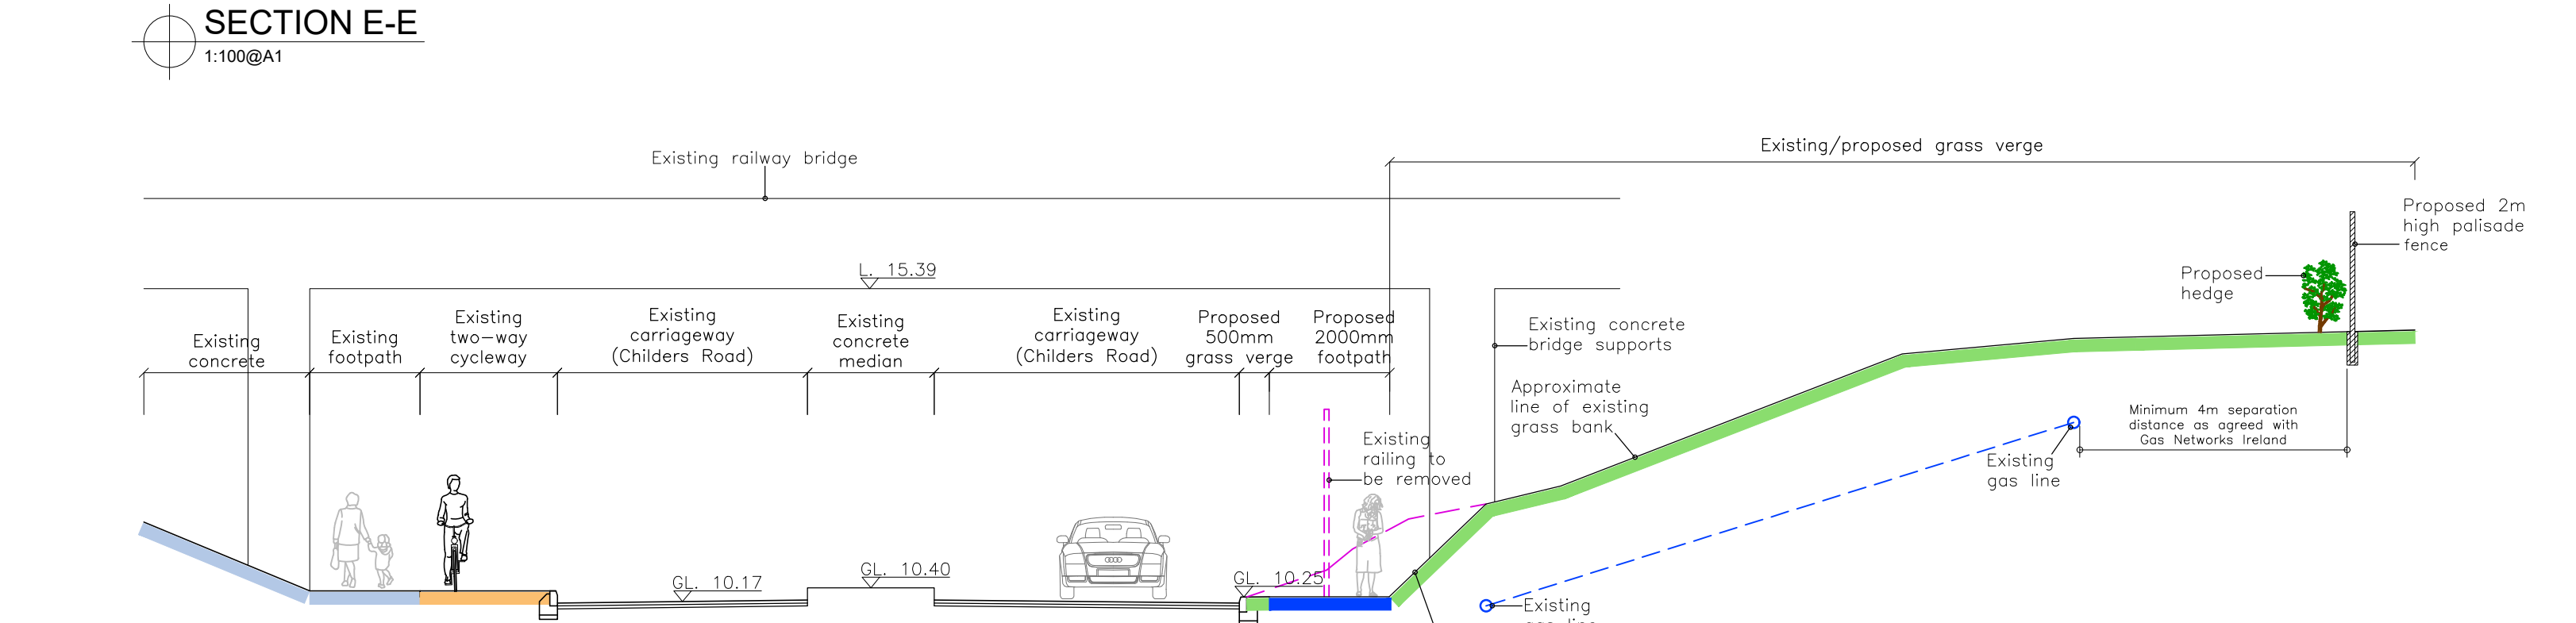 SECTION E-E
1:100@A1
Existing railway bridge
Existing/proposed grass verge
Proposed 2m
high palisade
fence
Proposed
hedge
L. 15.39
Existing
concrete
Existing
footpath
Existing
two-way
cycleway
Existing
carriageway
(Childers Road)
Existing
concrete
median
Existing
carriageway
(Childers Road)
Proposed
500mm
grass verge
Proposed
2000mm
footpath
Existing concrete
bridge supports
Approximate
line of existing
grass bank
Existing
railing to
be removed
Minimum 4m separation
distance as agreed with
Gas Networks Ireland
Existing
gas line
GL. 10.17
GL. 10.40
GL. 10.25
Existing